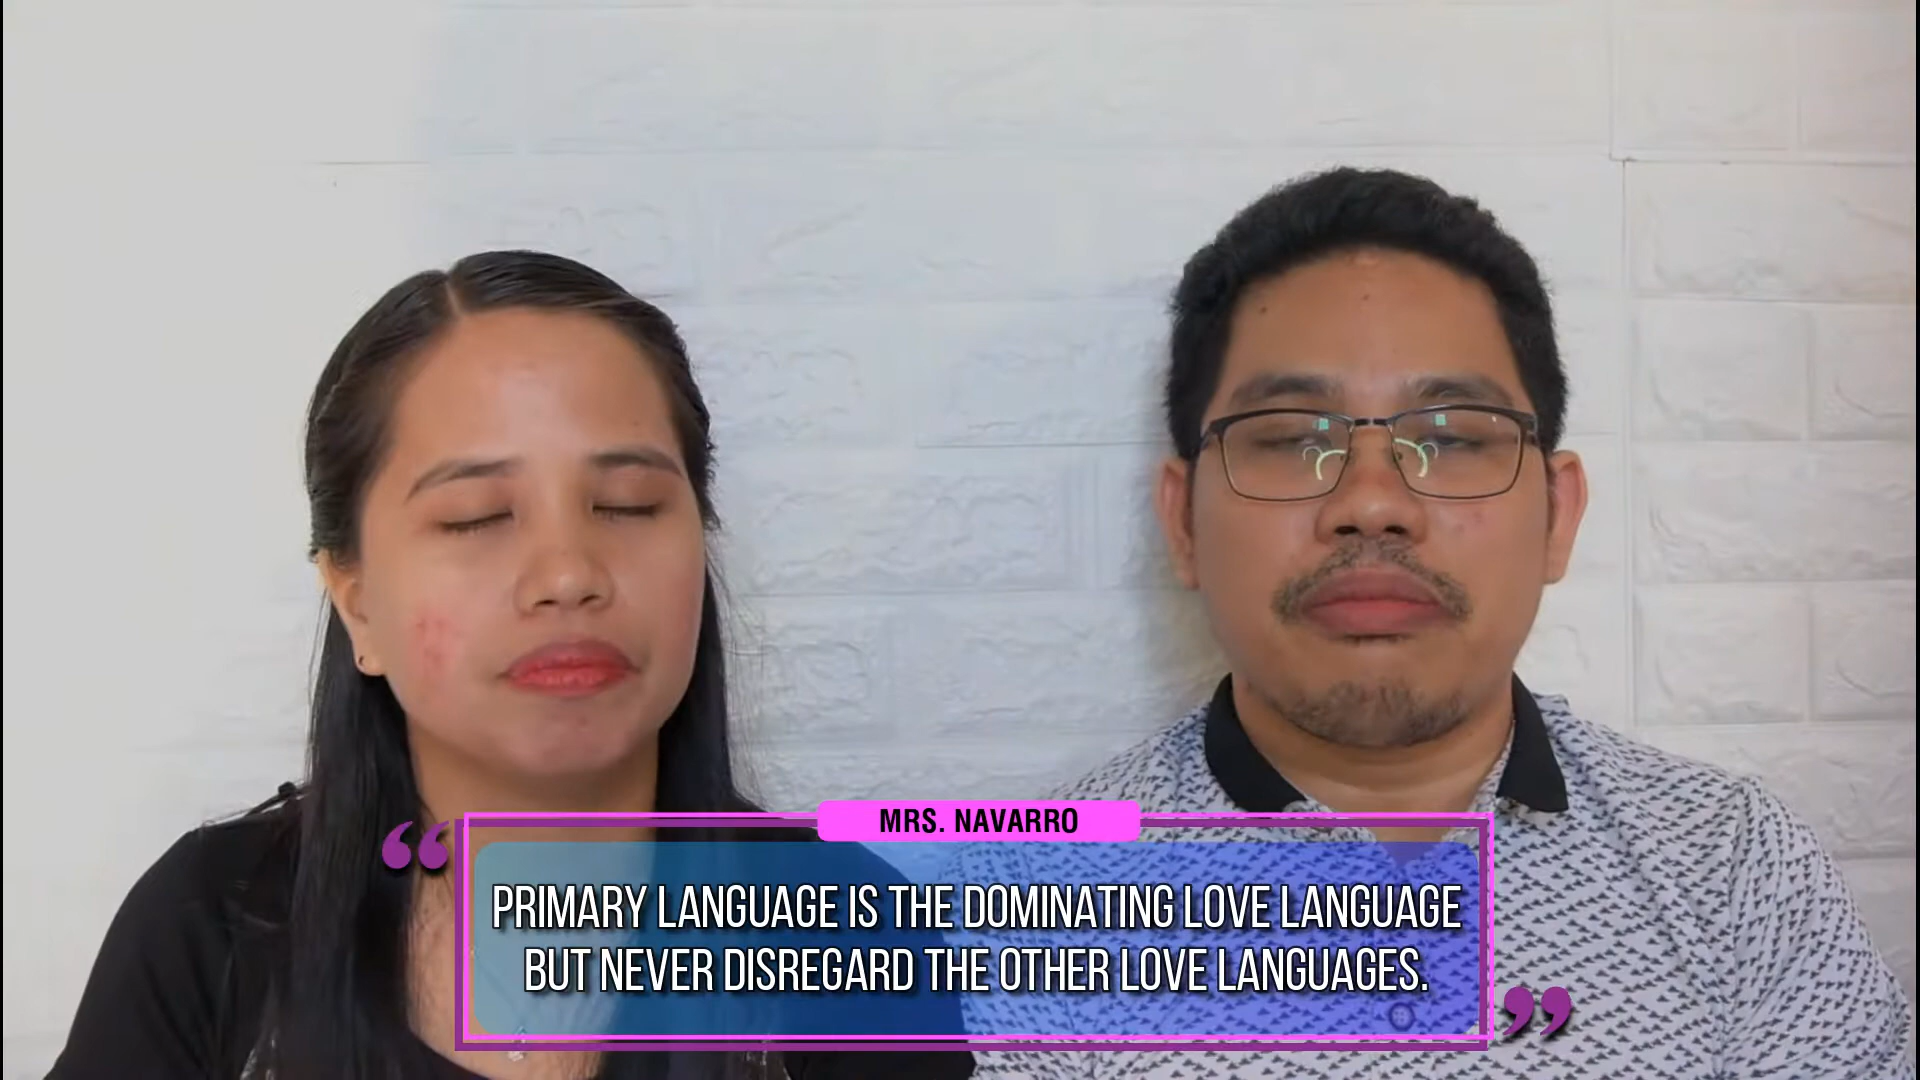 MRS. NAVARRO
PRIMARY LANGUAGE IS THE DOMINATING LOVE LANGUAGE
BUT NEVER DISREGARD THE OTHER LOVE LANGUAGES.